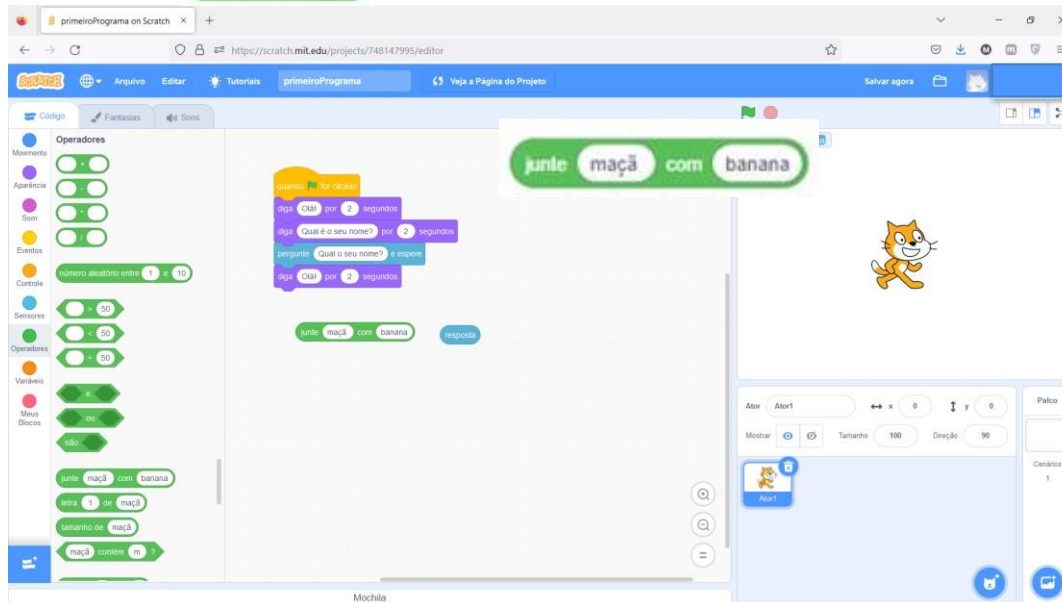 primeiroPrograma on Scratch
https://scratch.mit.edu/projects/748147995/editor
SCRATCH Arquivo Editar Tutoriais primeiroPrograma Veja a Página do Projeto Salvar agora
Código Fantasias Sons
Movimento
Aparência
Som
Eventos
Controle
Sensores
Operadores
Variáveis
Meus
Blocos
Operadores
+
-
*
/
número aleatório entre 1 e 10
> 50
< 50
= 50
e
ou
não
junte maçã com banana
letra 1 de maçã
tamanho de maçã
maçã contém m ?
quando for clicado
diga Olá! por 2 segundos
diga Qual é o seu nome? por 2 segundos
pergunte Qual o seu nome? e espere
diga Olá! por 2 segundos
junte maçã com banana
resposta
junte maçã com banana
Ator Ator1 x 0 y 0
Mostrar Tamanho 100 Direção 90
Ator1
Palco
Cenários
1
Mochila